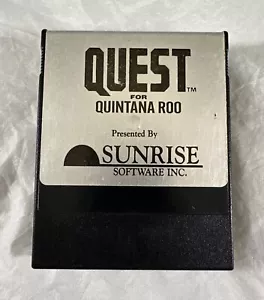 QUEST™
FOR
QUINTANA ROO
Presented By
SUNRISE
SOFTWARE INC.